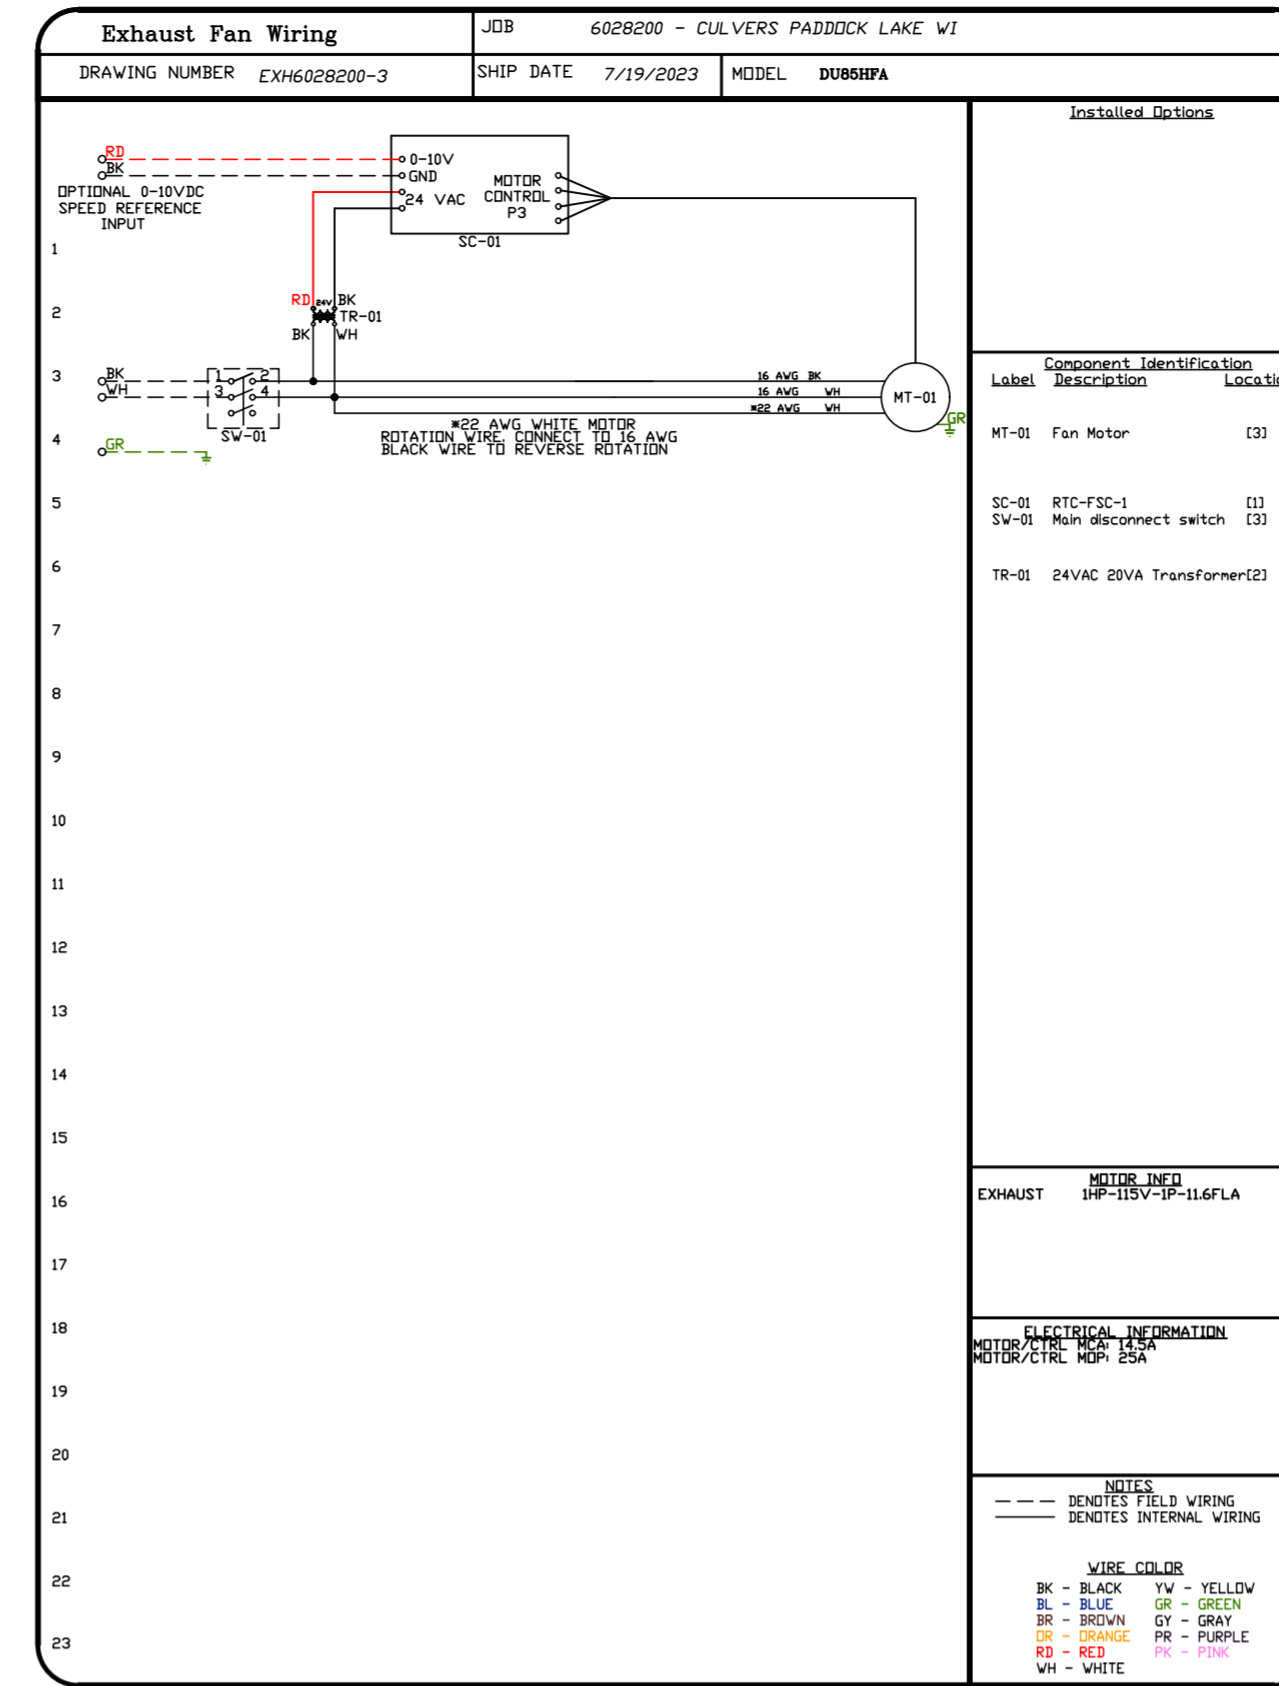 Exhaust Fan Wiring
JOB 6028200 - CULVERS PADDOCK LAKE WI
DRAWING NUMBER EXH6028200-3
SHIP DATE 7/19/2023
MODEL DU85HFA
Installed Options
RD
BK
OPTIONAL 0-10VDC
SPEED REFERENCE
INPUT
0-10V
GND
24 VAC
MOTOR
CONTROL
P3
SC-01
1
RD 24V BK
2
TR-01
BK WH
3
BK
WH
1 2
3 4
SW-01
16 AWG BK
16 AWG WH
*22 AWG WH
MT-01
GR
*22 AWG WHITE MOTOR
ROTATION WIRE. CONNECT TO 16 AWG
BLACK WIRE TO REVERSE ROTATION
4
GR
5
6
7
8
9
10
11
12
13
14
15
16
17
18
19
20
21
22
23
Component Identification
Label Description Locatio
MT-01 Fan Motor [3]
SC-01 RTC-FSC-1 [1]
SW-01 Main disconnect switch [3]
TR-01 24VAC 20VA Transformer[2]
MOTOR INFO
EXHAUST 1HP-115V-1P-11.6FLA
ELECTRICAL INFORMATION
MOTOR/CTRL MCA: 14.5A
MOTOR/CTRL MOP: 25A
NOTES
DENOTES FIELD WIRING
DENOTES INTERNAL WIRING
WIRE COLOR
BK - BLACK YW - YELLOW
BL - BLUE GR - GREEN
BR - BROWN GY - GRAY
OR - ORANGE PR - PURPLE
RD - RED PK - PINK
WH - WHITE